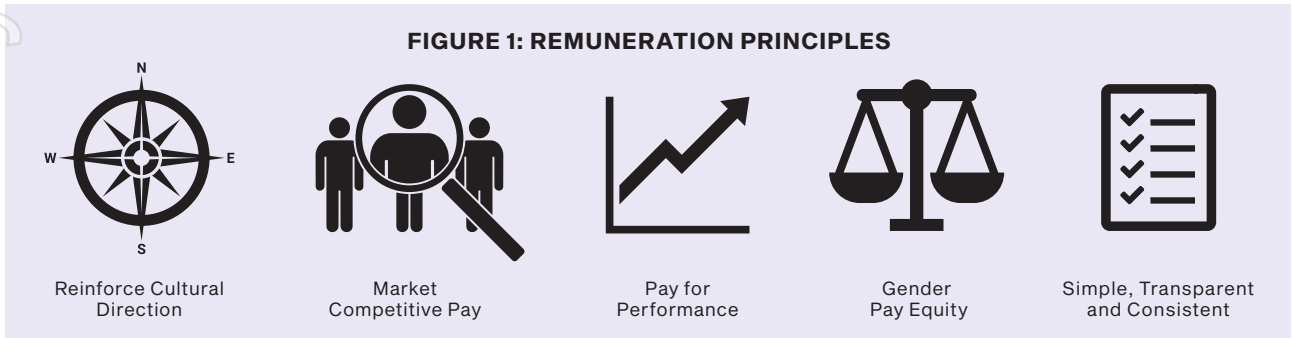 FIGURE 1: REMUNERATION PRINCIPLES
N
W
E
S
Reinforce Cultural
Direction
Market
Competitive Pay
Pay for
Performance
Gender
Pay Equity
Simple, Transparent
and Consistent